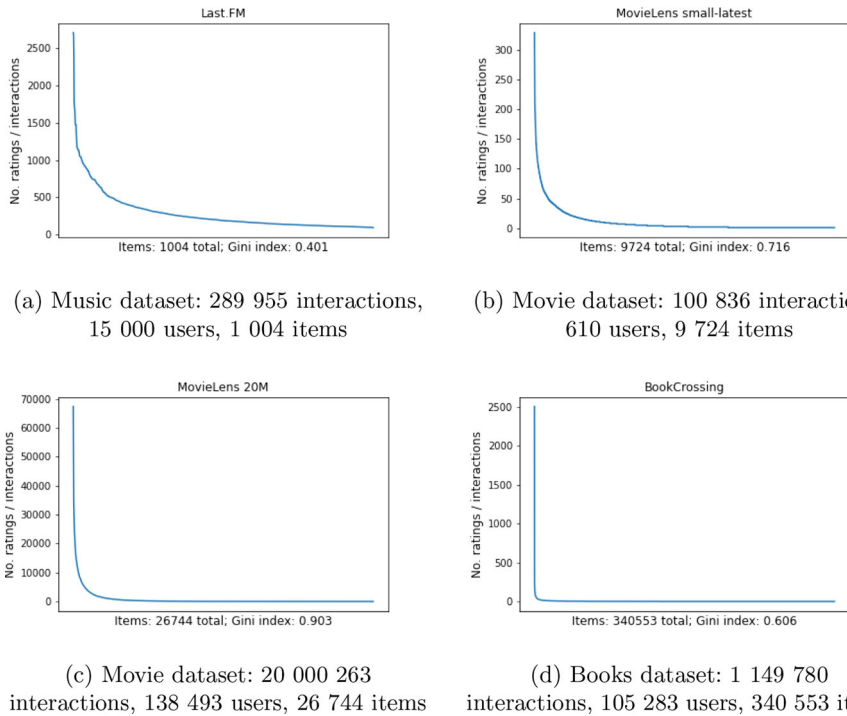 Last.FM
No. ratings / interactions
2500
2000
1500
1000
500
0
Items: 1004 total; Gini index: 0.401
(a) Music dataset: 289 955 interactions,
15 000 users, 1 004 items
MovieLens small-latest
No. ratings / interactions
300
250
200
150
100
50
0
Items: 9724 total; Gini index: 0.716
(b) Movie dataset: 100 836
610 users, 9 724 items
MovieLens 20M
No. ratings / interactions
70000
60000
50000
40000
30000
20000
10000
0
Items: 26744 total; Gini index: 0.903
(c) Movie dataset: 20 000 263
interactions, 138 493 users, 26 744 items
BookCrossing
No. ratings / interactions
2500
2000
1500
1000
500
0
Items: 340553 total; Gini index: 0.606
(d) Books dataset: 1 149 780
interactions, 105 283 users, 340 553